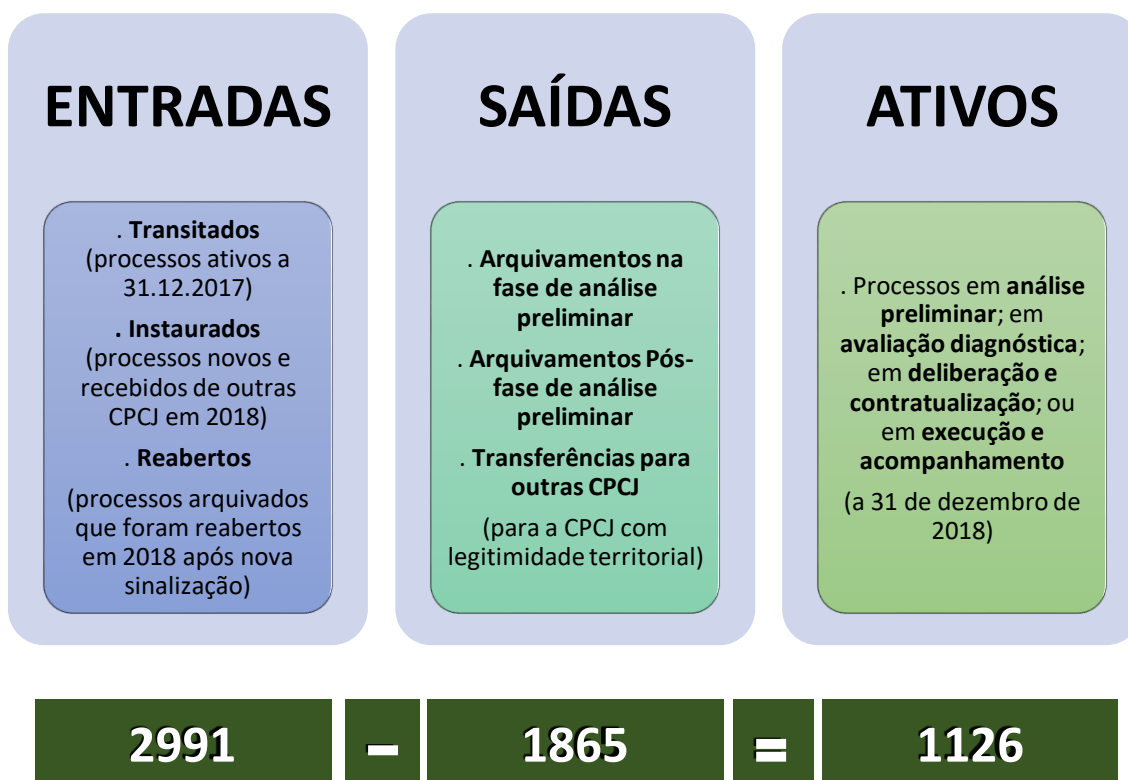 ENTRADAS
. Transitados
(processos ativos a
31.12.2017)
. Instaurados
(processos novos e
recebidos de outras
CPCJ em 2018)
. Reabertos
(processos arquivados
que foram reabertos
em 2018 após nova
sinalização)
SAÍDAS
. Arquivamentos na
fase de análise
preliminar
. Arquivamentos Pós-
fase de análise
preliminar
. Transferências para
outras CPCJ
(para a CPCJ com
legitimidade territorial)
ATIVOS
. Processos em análise
preliminar; em
avaliação diagnóstica;
em deliberação e
contratualização; ou
em execução e
acompanhamento
(a 31 de dezembro de
2018)
2991 – 1865 = 1126